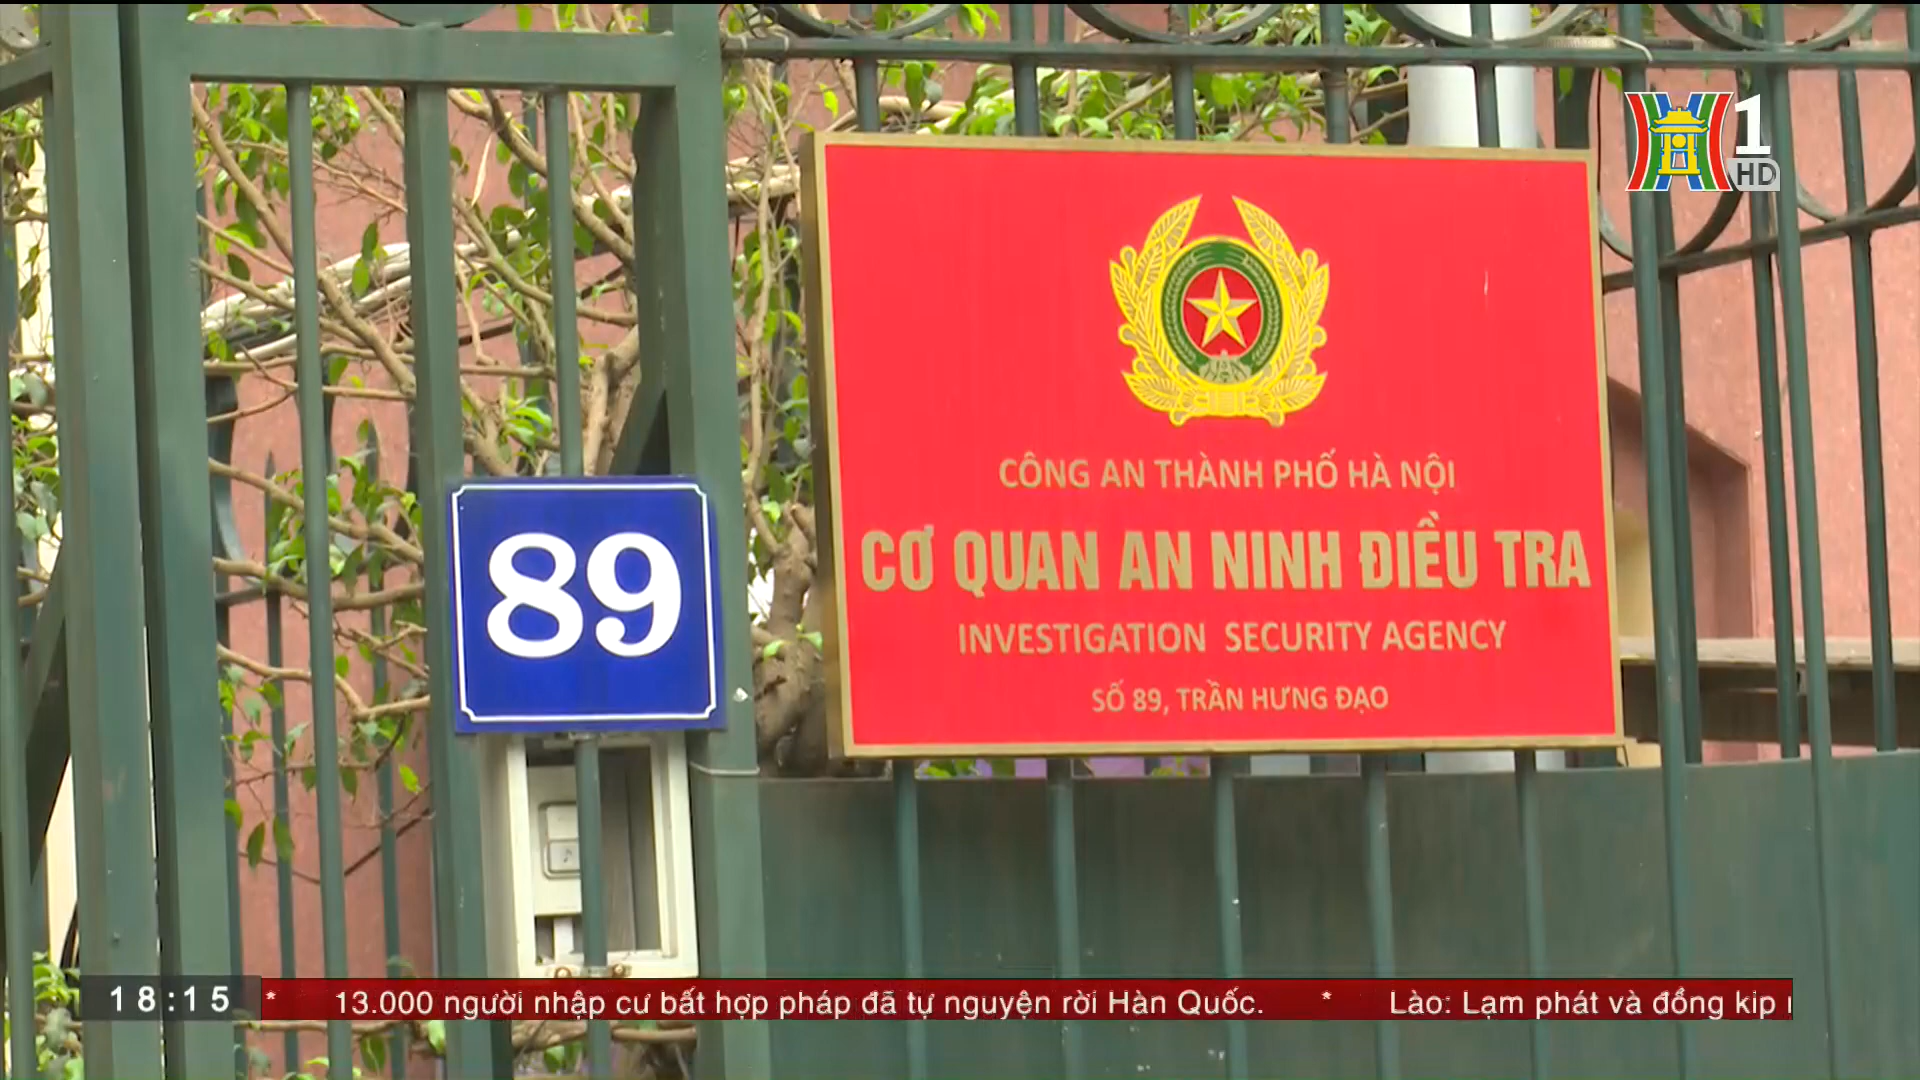 1
HD
CÔNG AN THÀNH PHỐ HÀ NỘI
CƠ QUAN AN NINH ĐIỀU TRA
INVESTIGATION SECURITY AGENCY
SỐ 89, TRẦN HƯNG ĐẠO
89
18:15 * 13.000 người nhập cư bất hợp pháp đã tự nguyện rời Hàn Quốc. * Lào: Lạm phát và đồng kip